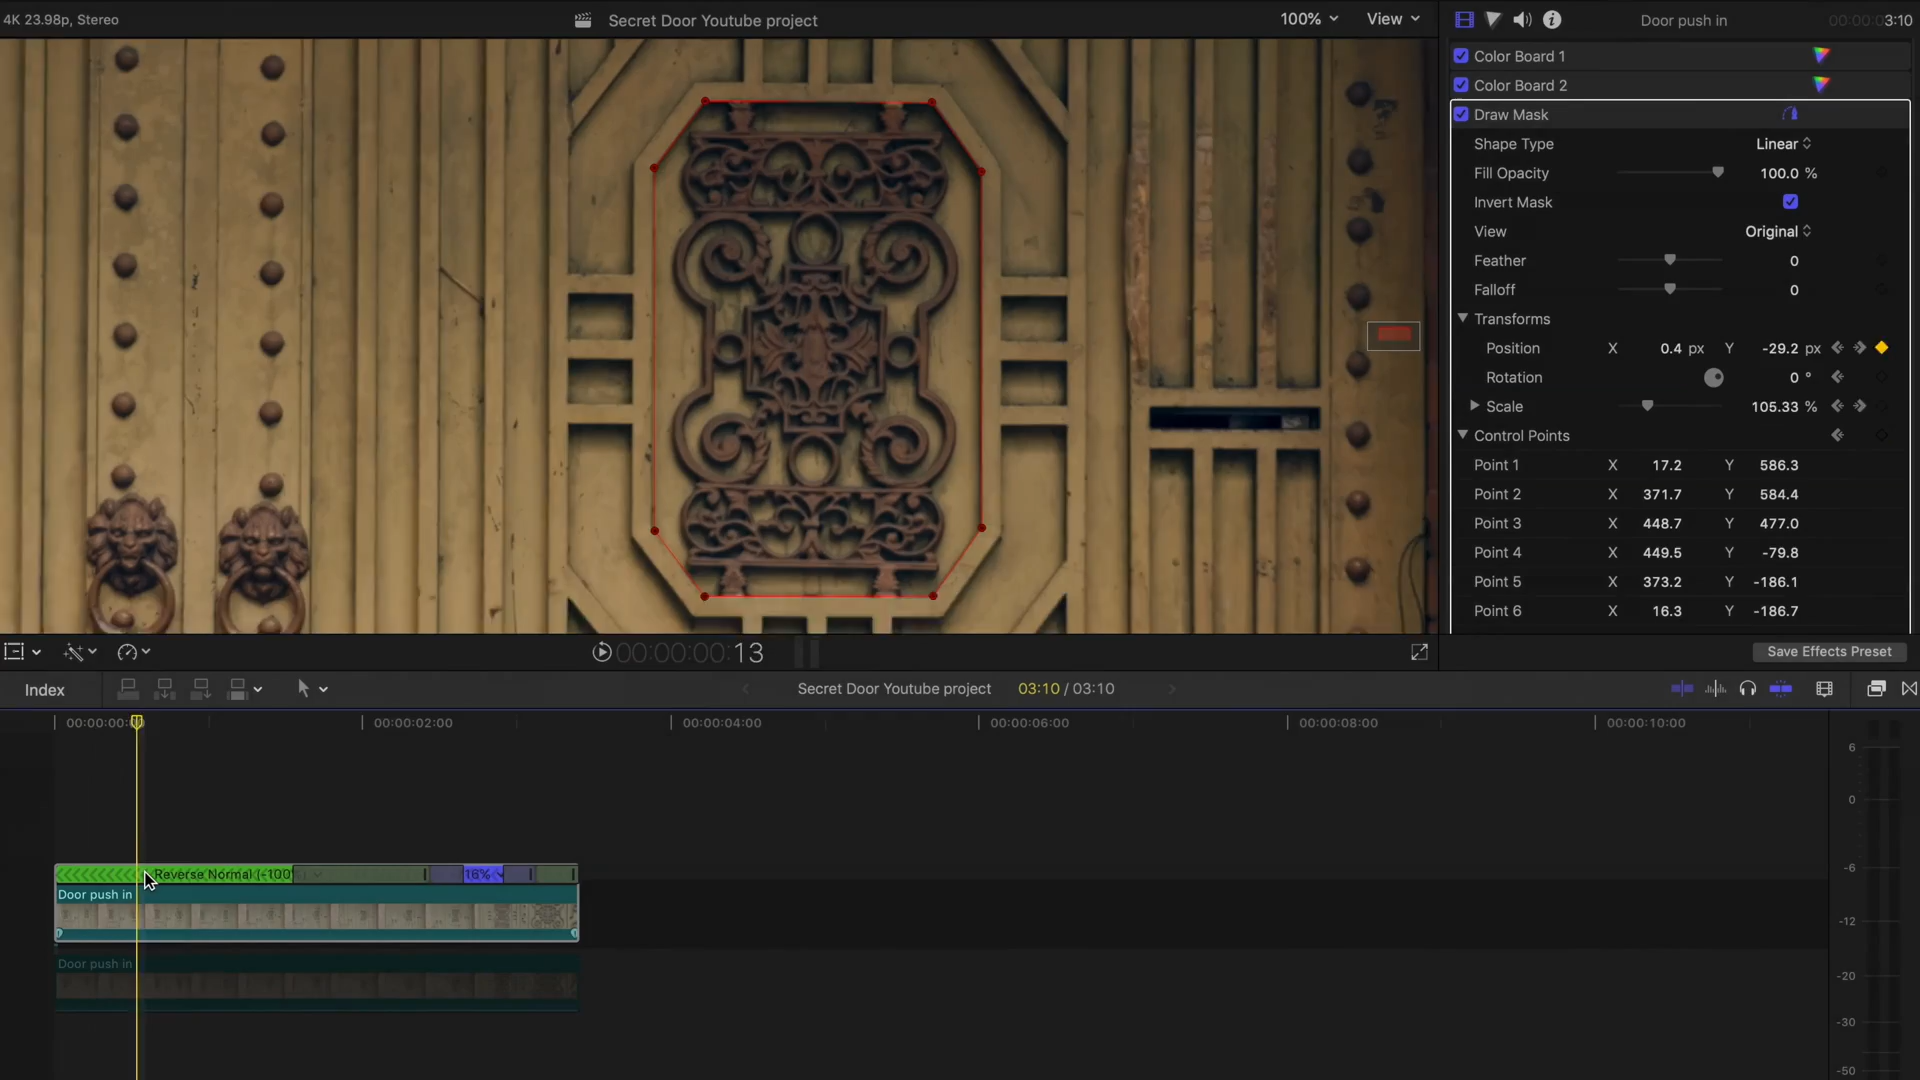 4K 23.98p, Stereo
Secret Door Youtube project
100%
View
Door push in
00:00:03:10
Color Board 1
Color Board 2
Draw Mask
Shape Type
Linear
Fill Opacity
100.0 %
Invert Mask
View
Original
Feather
0
Falloff
0
Transforms
Position
X
0.4 px
Y
-29.2 px
Rotation
0 °
Scale
105.33 %
Control Points
Point 1
X
17.2
Y
586.3
Point 2
X
371.7
Y
584.4
Point 3
X
448.7
Y
477.0
Point 4
X
449.5
Y
-79.8
Point 5
X
373.2
Y
-186.1
Point 6
X
16.3
Y
-186.7
00:00:00:13
Save Effects Preset
Index
Secret Door Youtube project
03:10 / 03:10
00:00:00:0
00:00:02:00
00:00:04:00
00:00:06:00
00:00:08:00
00:00:10:00
6
0
-6
-12
-20
-30
-50
Reverse Normal (-100%
16%
Door push in
Door push in